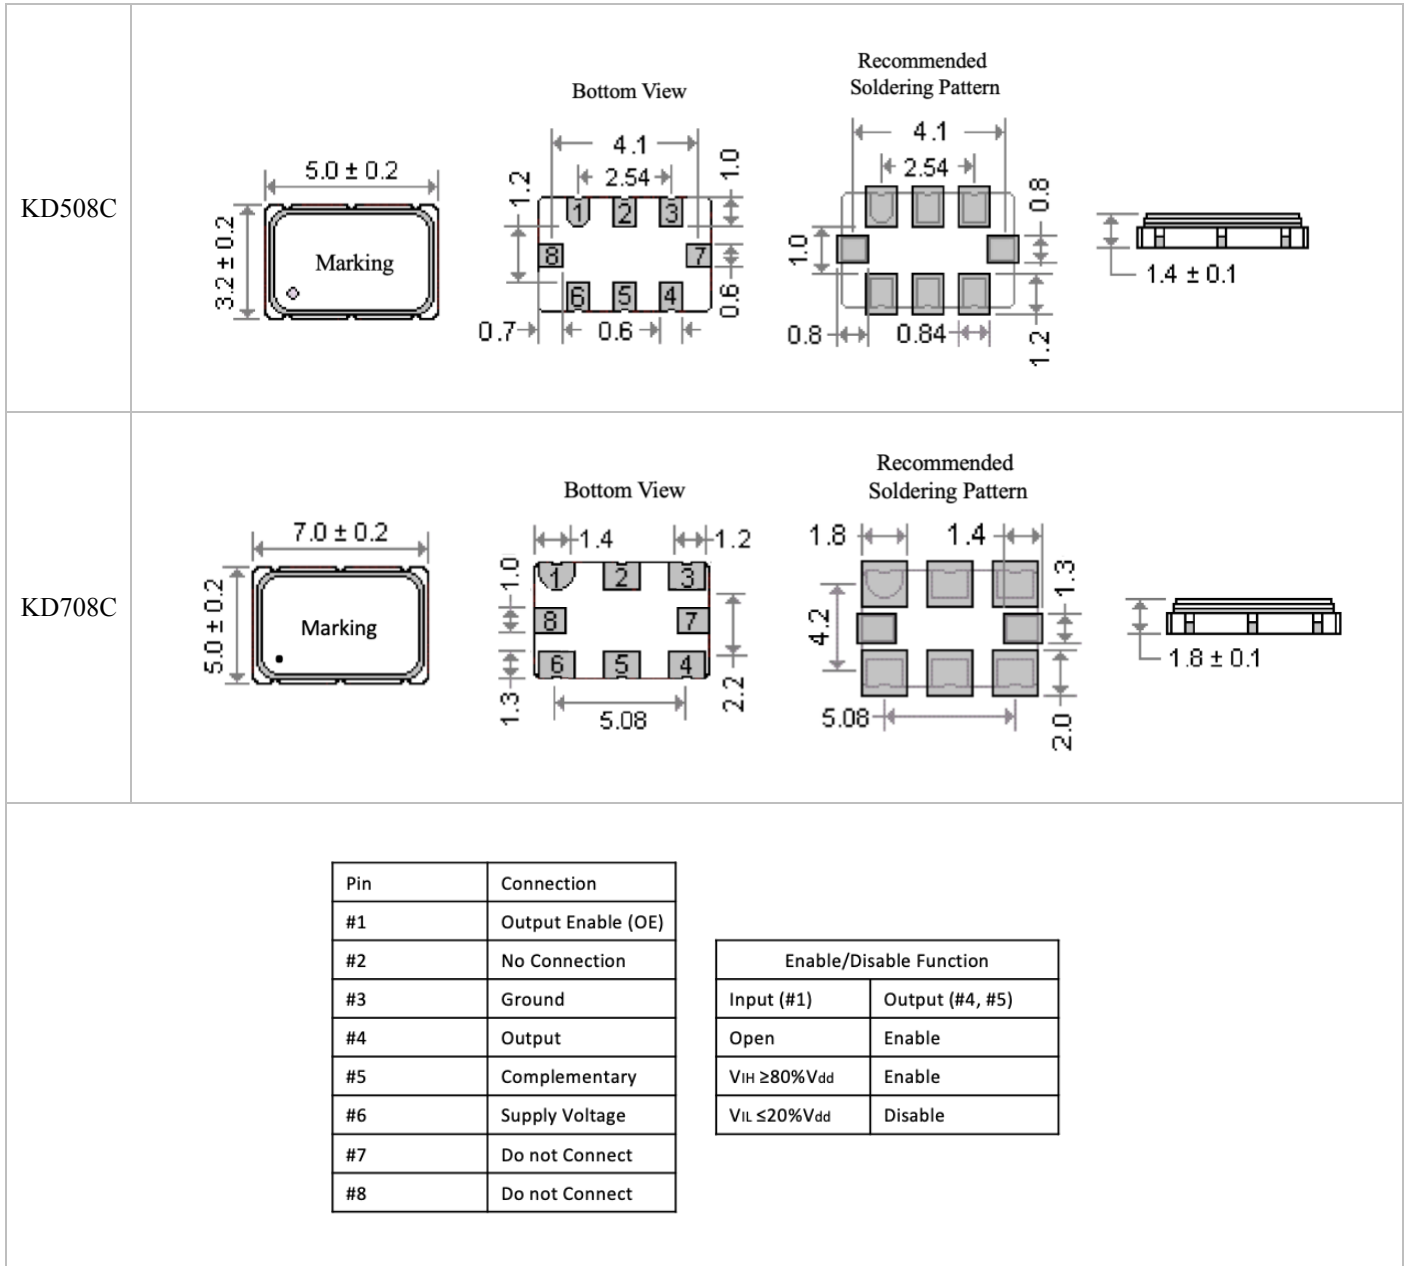 KD508C
5.0 ± 0.2
3.2 ± 0.2
Marking
Bottom View
4.1
2.54
1.2
1.0
1 2 3
8 7
6 5 4
0.6
0.7 0.6
Recommended
Soldering Pattern
4.1
2.54
0.8
1.0
0.8 0.84
1.2
1.4 ± 0.1
KD708C
7.0 ± 0.2
5.0 ± 0.2
Marking
Bottom View
1.4 1.2
1.0
1 2 3
8 7
6 5 4
1.3
2.2
5.08
Recommended
Soldering Pattern
1.8 1.4
1.3
4.2
5.08
2.0
1.8 ± 0.1
Pin Connection
#1 Output Enable (OE)
#2 No Connection
#3 Ground
#4 Output
#5 Complementary
#6 Supply Voltage
#7 Do not Connect
#8 Do not Connect
Enable/Disable Function
Input (#1) Output (#4, #5)
Open Enable
VIH ≥80%Vdd Enable
VIL ≤20%Vdd Disable